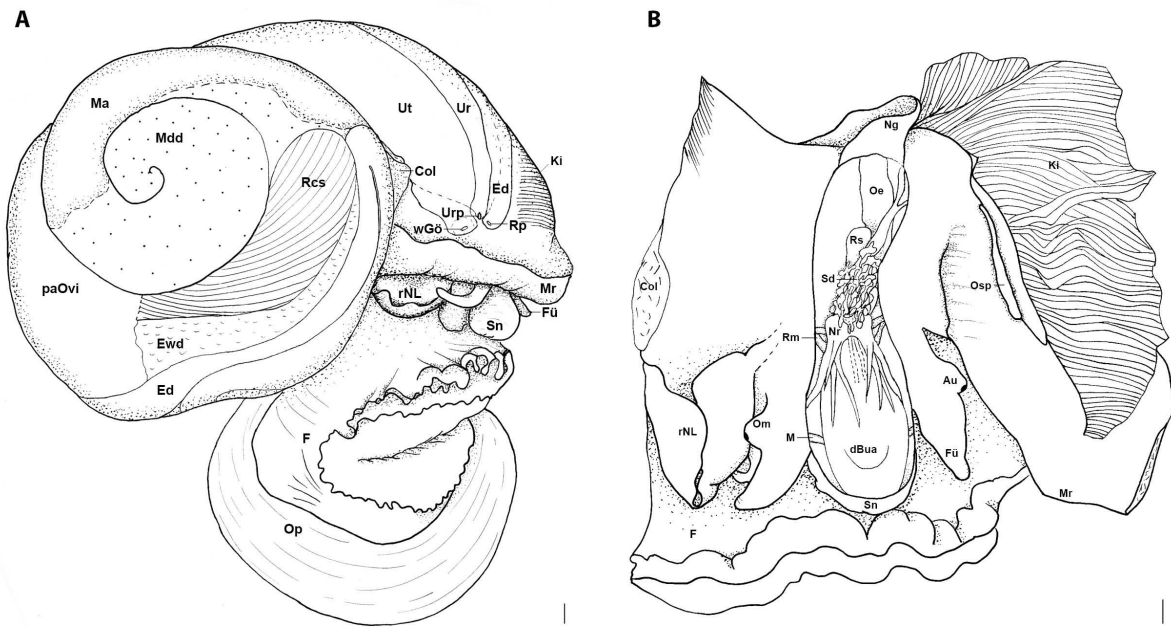 A
Ma
Mdd
Rcs
paOvi
Ewd
Ed
Ut
Ur
Ki
Col
Ed
Urp
wGö
Rp
rNL
Mr
Fü
Sn
F
Op
B
Ng
Oe
Ki
Rs
Col
Sd
Osp
Rm
Nr
Au
rNL
Om
M
dBua
Fü
Sn
Mr
F